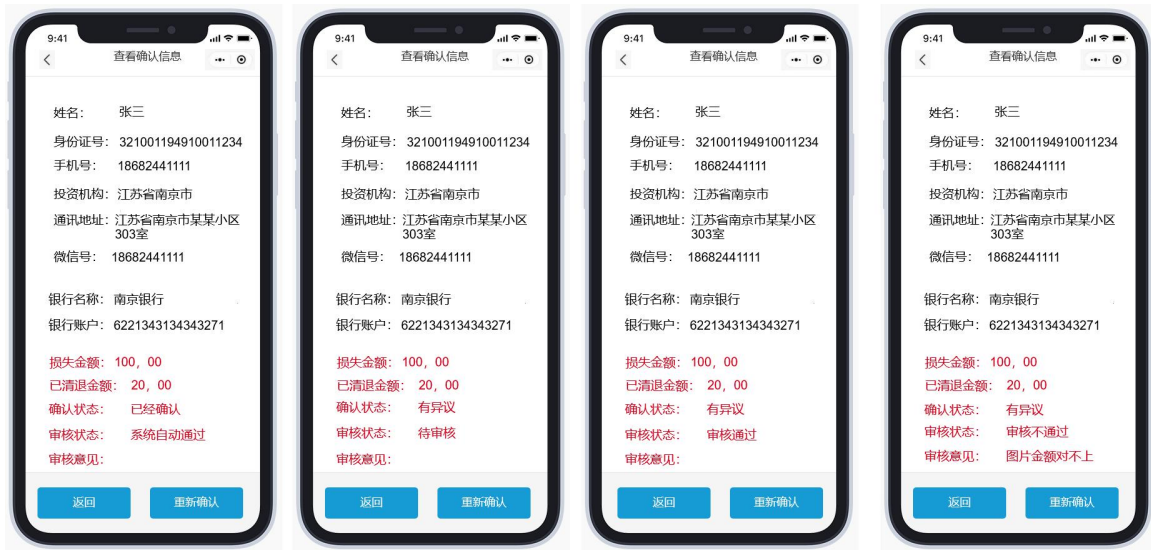 9:41
查看确认信息
姓名： 张三
身份证号： 321001194910011234
手机号： 18682441111
投资机构：江苏省南京市
通讯地址：江苏省南京市某某小区
303室
微信号： 18682441111
银行名称：南京银行
银行账户：6221343134343271
损失金额：100，00
已清退金额： 20，00
确认状态： 已经确认
审核状态： 系统自动通过
审核意见：
返回
重新确认
9:41
查看确认信息
姓名： 张三
身份证号： 321001194910011234
手机号： 18682441111
投资机构：江苏省南京市
通讯地址：江苏省南京市某某小区
303室
微信号： 18682441111
银行名称：南京银行
银行账户：6221343134343271
损失金额：100，00
已清退金额： 20，00
确认状态： 有异议
审核状态： 待审核
审核意见：
返回
重新确认
9:41
查看确认信息
姓名： 张三
身份证号： 321001194910011234
手机号： 18682441111
投资机构：江苏省南京市
通讯地址：江苏省南京市某某小区
303室
微信号： 18682441111
银行名称：南京银行
银行账户：6221343134343271
损失金额：100，00
已清退金额： 20，00
确认状态： 有异议
审核状态： 审核通过
审核意见：
返回
重新确认
9:41
查看确认信息
姓名： 张三
身份证号： 321001194910011234
手机号： 18682441111
投资机构：江苏省南京市
通讯地址：江苏省南京市某某小区
303室
微信号： 18682441111
银行名称：南京银行
银行账户：6221343134343271
损失金额：100，00
已清退金额： 20，00
确认状态： 有异议
审核状态： 审核不通过
审核意见： 图片金额对不上
返回
重新确认